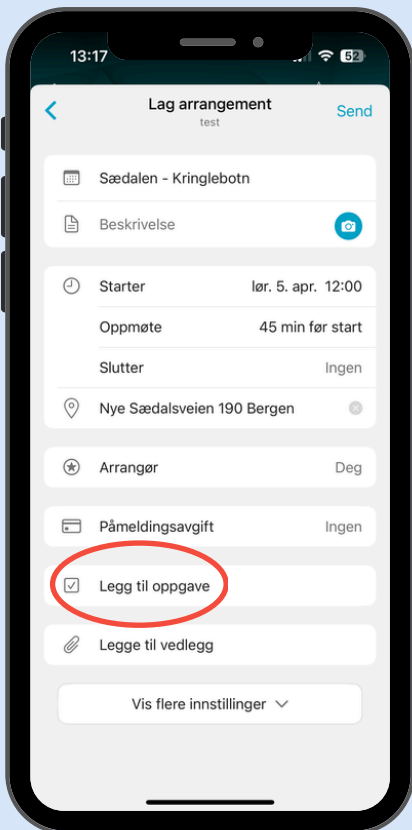 13:17
52
Lag arrangement
test
Send
Sædalen - Kringlebotn
Beskrivelse
Starter lør. 5. apr. 12:00
Oppmøte 45 min før start
Slutter Ingen
Nye Sædalsveien 190 Bergen
Arrangør Deg
Påmeldingsavgift Ingen
Legg til oppgave
Legge til vedlegg
Vis flere innstillinger